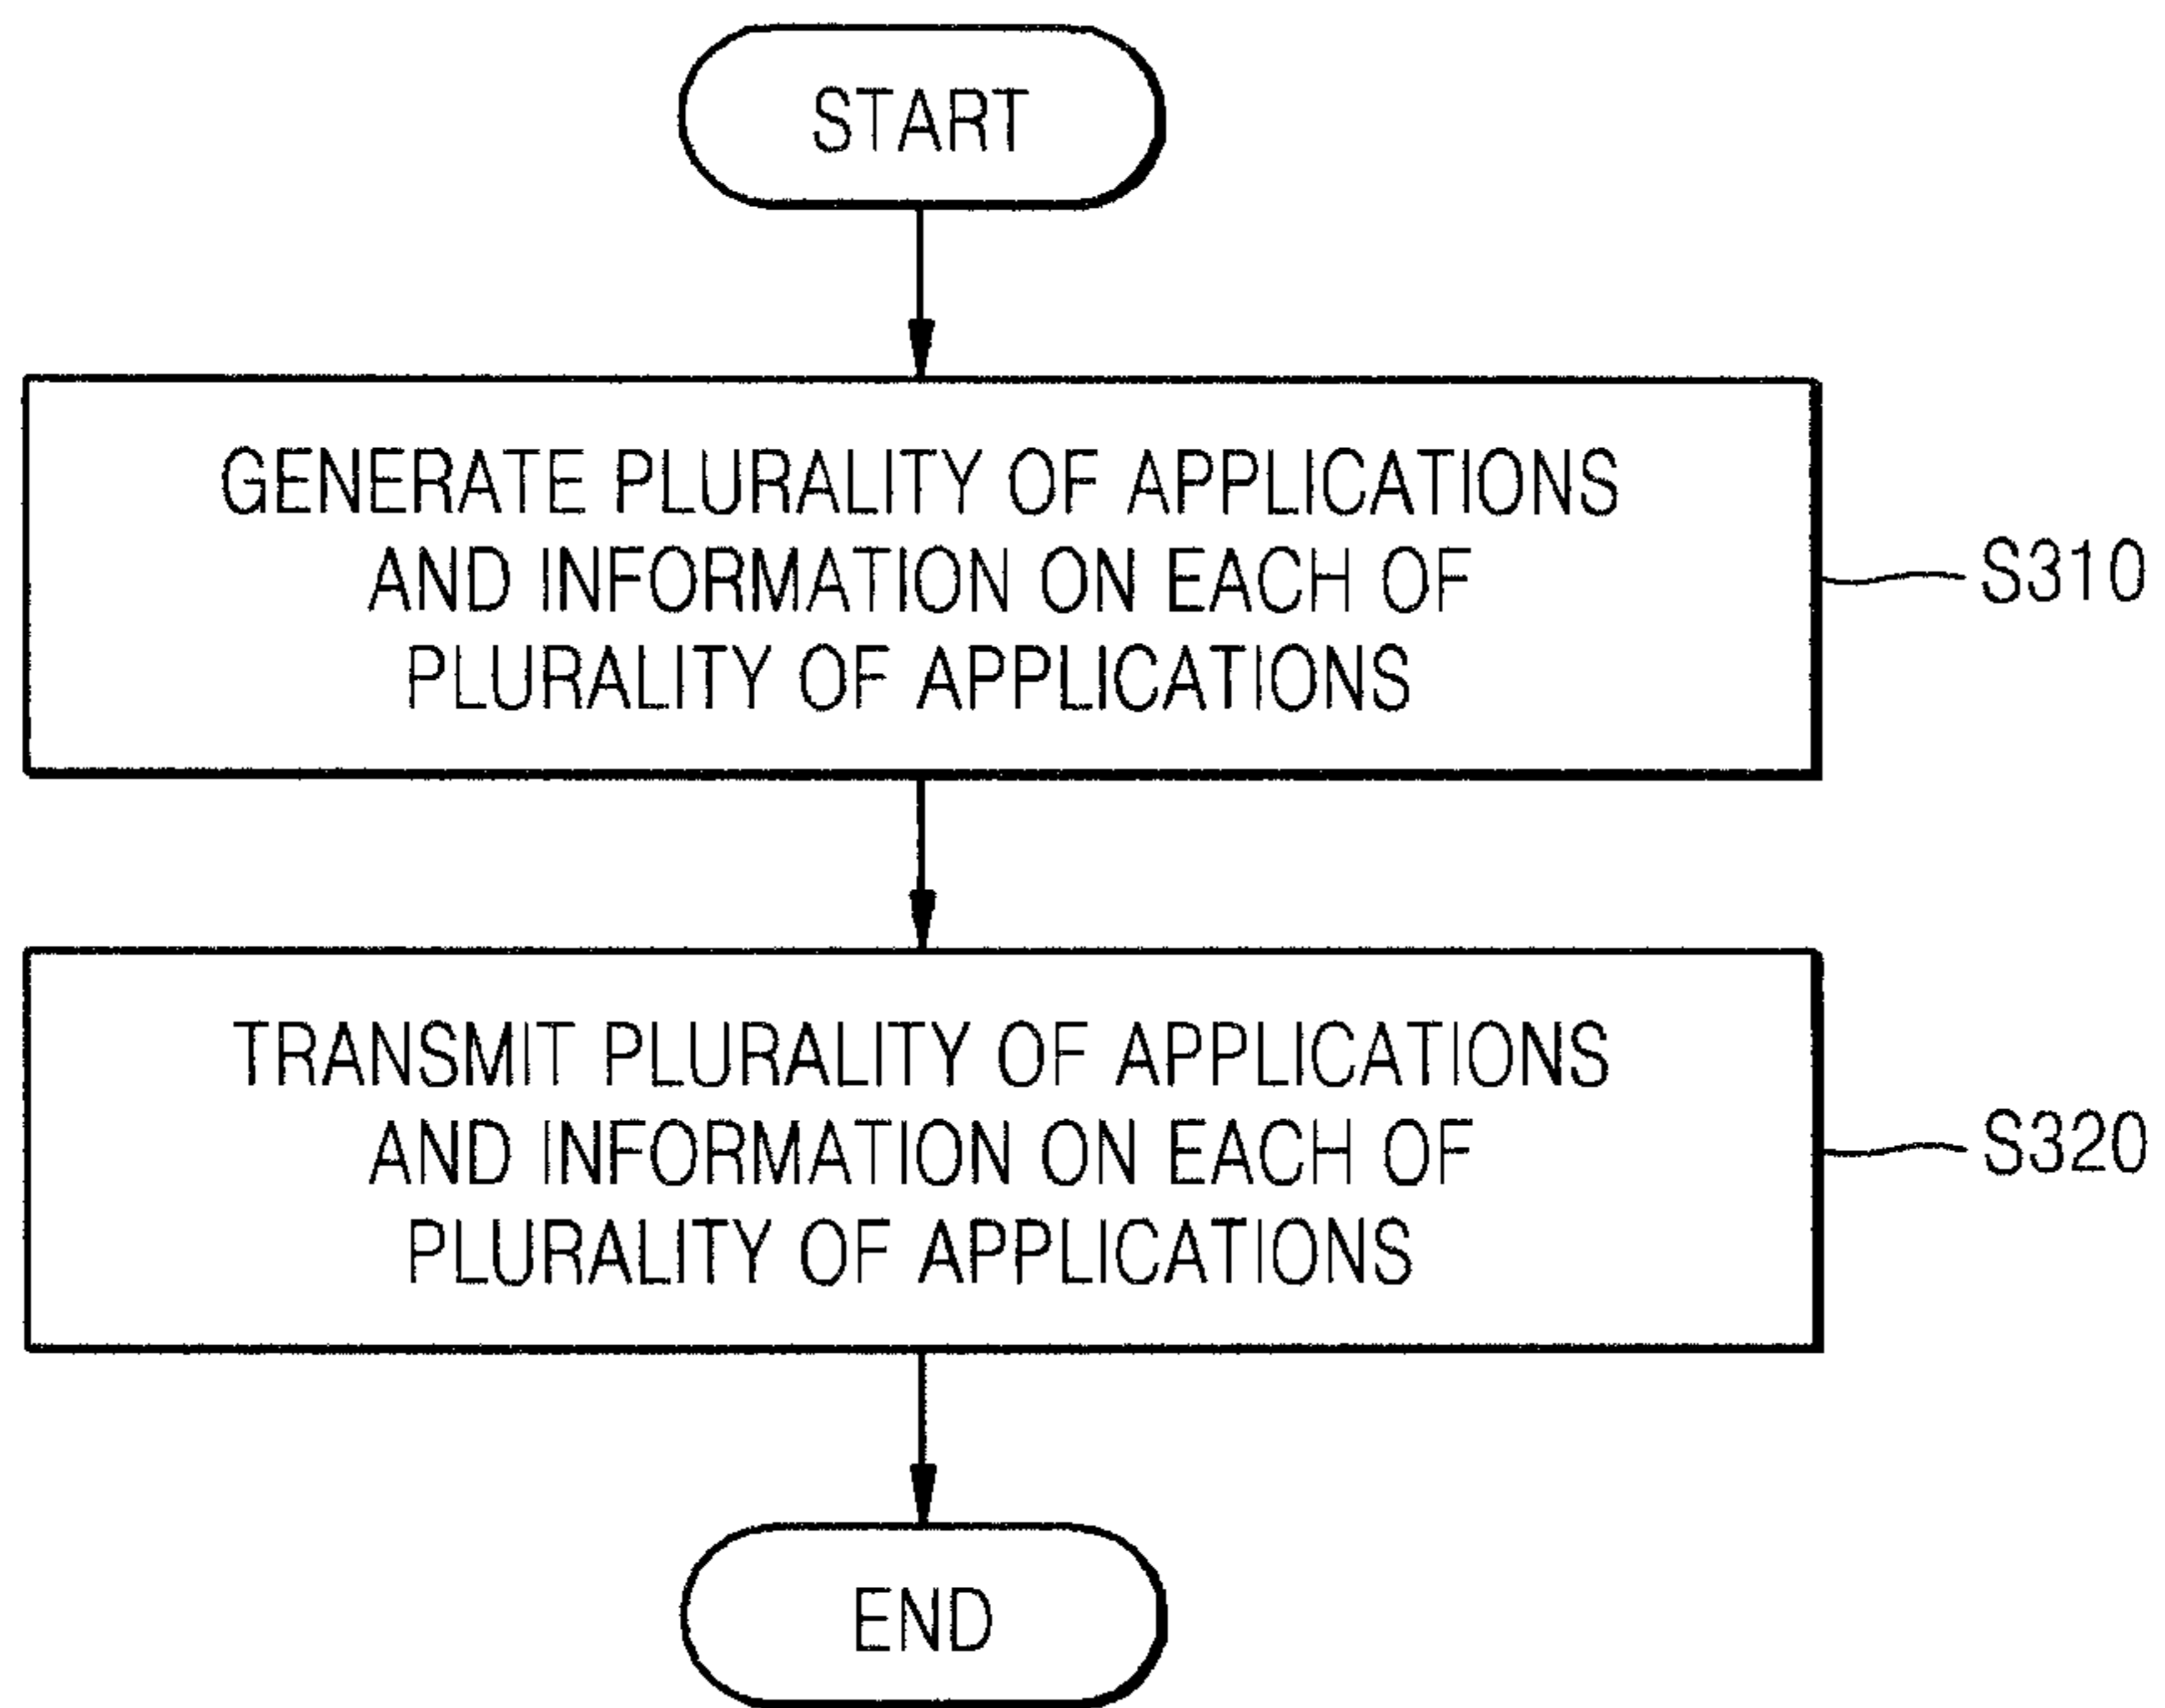 START
GENERATE PLURALITY OF APPLICATIONS
AND INFORMATION ON EACH OF
PLURALITY OF APPLICATIONS
S310
TRANSMIT PLURALITY OF APPLICATIONS
AND INFORMATION ON EACH OF
PLURALITY OF APPLICATIONS
S320
END